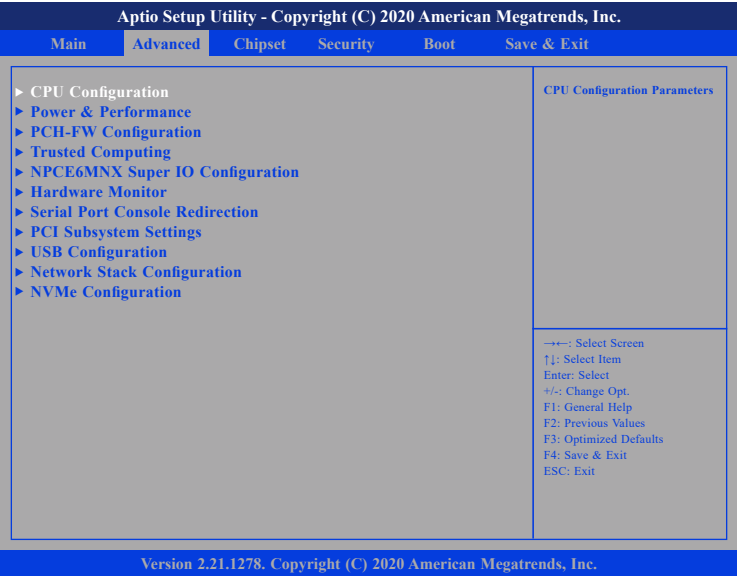 Aptio Setup Utility - Copyright (C) 2020 American Megatrends, Inc.
Main Advanced Chipset Security Boot Save & Exit
► CPU Configuration
► Power & Performance
► PCH-FW Configuration
► Trusted Computing
► NPCE6MNX Super IO Configuration
► Hardware Monitor
► Serial Port Console Redirection
► PCI Subsystem Settings
► USB Configuration
► Network Stack Configuration
► NVMe Configuration
CPU Configuration Parameters
→←: Select Screen
↑↓: Select Item
Enter: Select
+/-: Change Opt.
F1: General Help
F2: Previous Values
F3: Optimized Defaults
F4: Save & Exit
ESC: Exit
Version 2.21.1278. Copyright (C) 2020 American Megatrends, Inc.